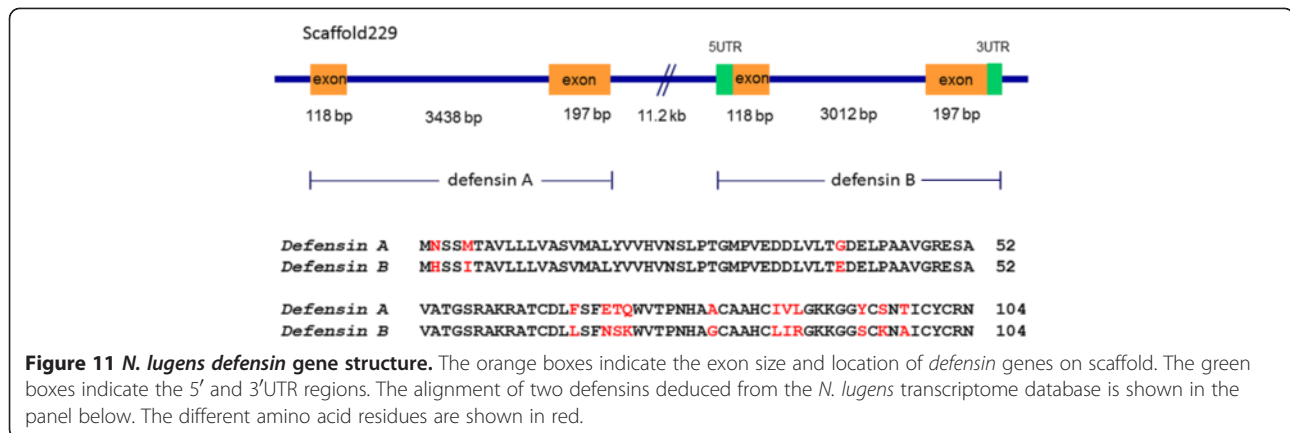 Scaffold229
5UTR 3UTR
exon exon exon exon
118 bp 3438 bp 197 bp 11.2 kb 118 bp 3012 bp 197 bp
defensin A defensin B
Defensin A MNSSMTAVLLLVASVMALYVVHVNSLPTGMPVEDDLVLTGDELPAAVGRESA 52
Defensin B MHSSITAVLLLVASVMALYVVHVNSLPTGMPVEDDLVLTEDELPAAVGRESA 52
Defensin A VATGSRAKRATCDLFSFETQWVTPNHAACAAHCIVLGKKGGYCSNTICYCRN 104
Defensin B VATGSRAKRATCDLLSFNSKWVTPNHAGCAAHCLIRGKKGGSCKNAICYCRN 104
Figure 11 N. lugens defensin gene structure. The orange boxes indicate the exon size and location of defensin genes on scaffold. The green
boxes indicate the 5′ and 3′UTR regions. The alignment of two defensins deduced from the N. lugens transcriptome database is shown in the
panel below. The different amino acid residues are shown in red.